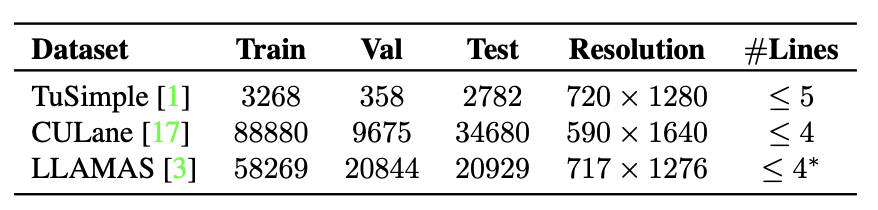 Dataset Train Val Test Resolution #Lines
TuSimple [1] 3268 358 2782 720 × 1280 ≤ 5
CULane [17] 88880 9675 34680 590 × 1640 ≤ 4
LLAMAS [3] 58269 20844 20929 717 × 1276 ≤ 4*